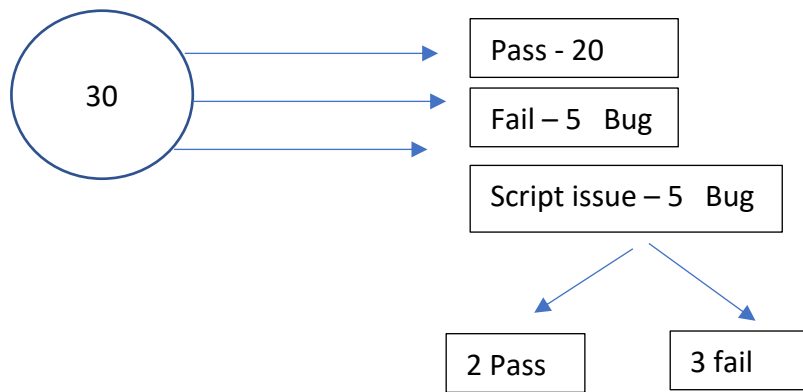 30
Pass - 20
Fail – 5 Bug
Script issue – 5 Bug
2 Pass
3 fail